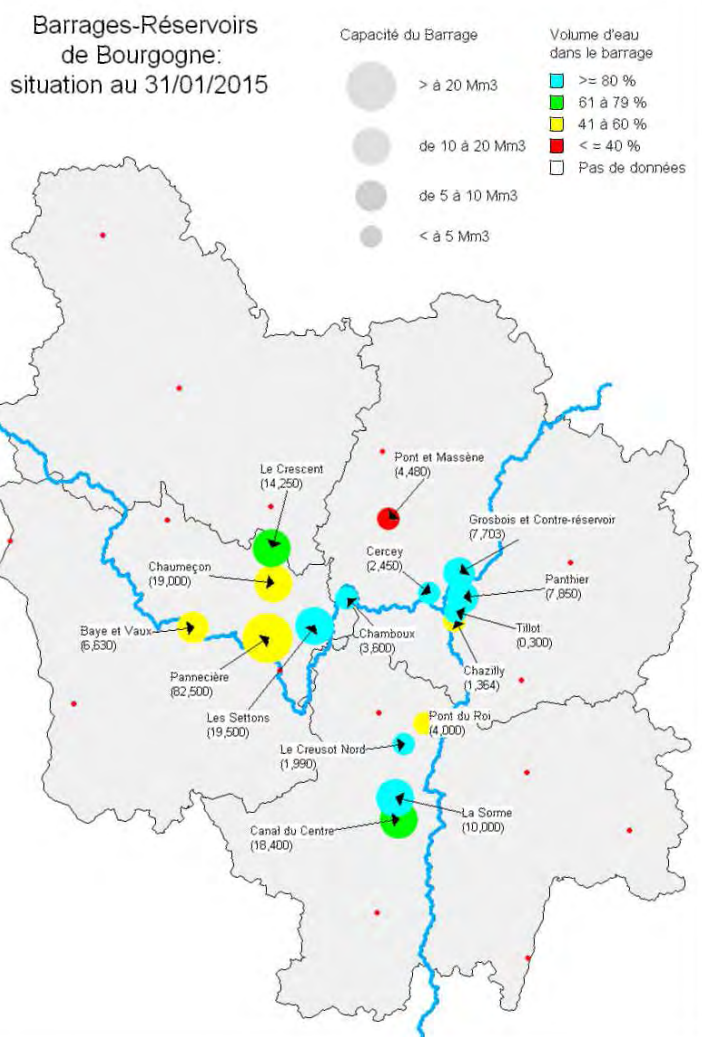 Barrages-Réservoirs
de Bourgogne:
situation au 31/01/2015
Capacité du Barrage
> à 20 Mm3
de 10 à 20 Mm3
de 5 à 10 Mm3
< à 5 Mm3
Volume d'eau
dans le barrage
>= 80 %
61 à 79 %
41 à 60 %
< = 40 %
Pas de données
Le Crescent
(14,250)
Pont et Massène
(4,480)
Grosbois et Contre-réservoir
(7,703)
Chaumeçon
(19,000)
Cercey
(2,450)
Panthier
(7,850)
Baye et Vaux
(6,630)
Chamboux
(3,600)
Tillot
(0,300)
Pannecière
(82,500)
Chazilly
(1,364)
Les Settons
(19,500)
Pont du Roi
(4,000)
Le Creusot Nord
(1,990)
La Sorme
(10,000)
Canal du Centre
(18,400)